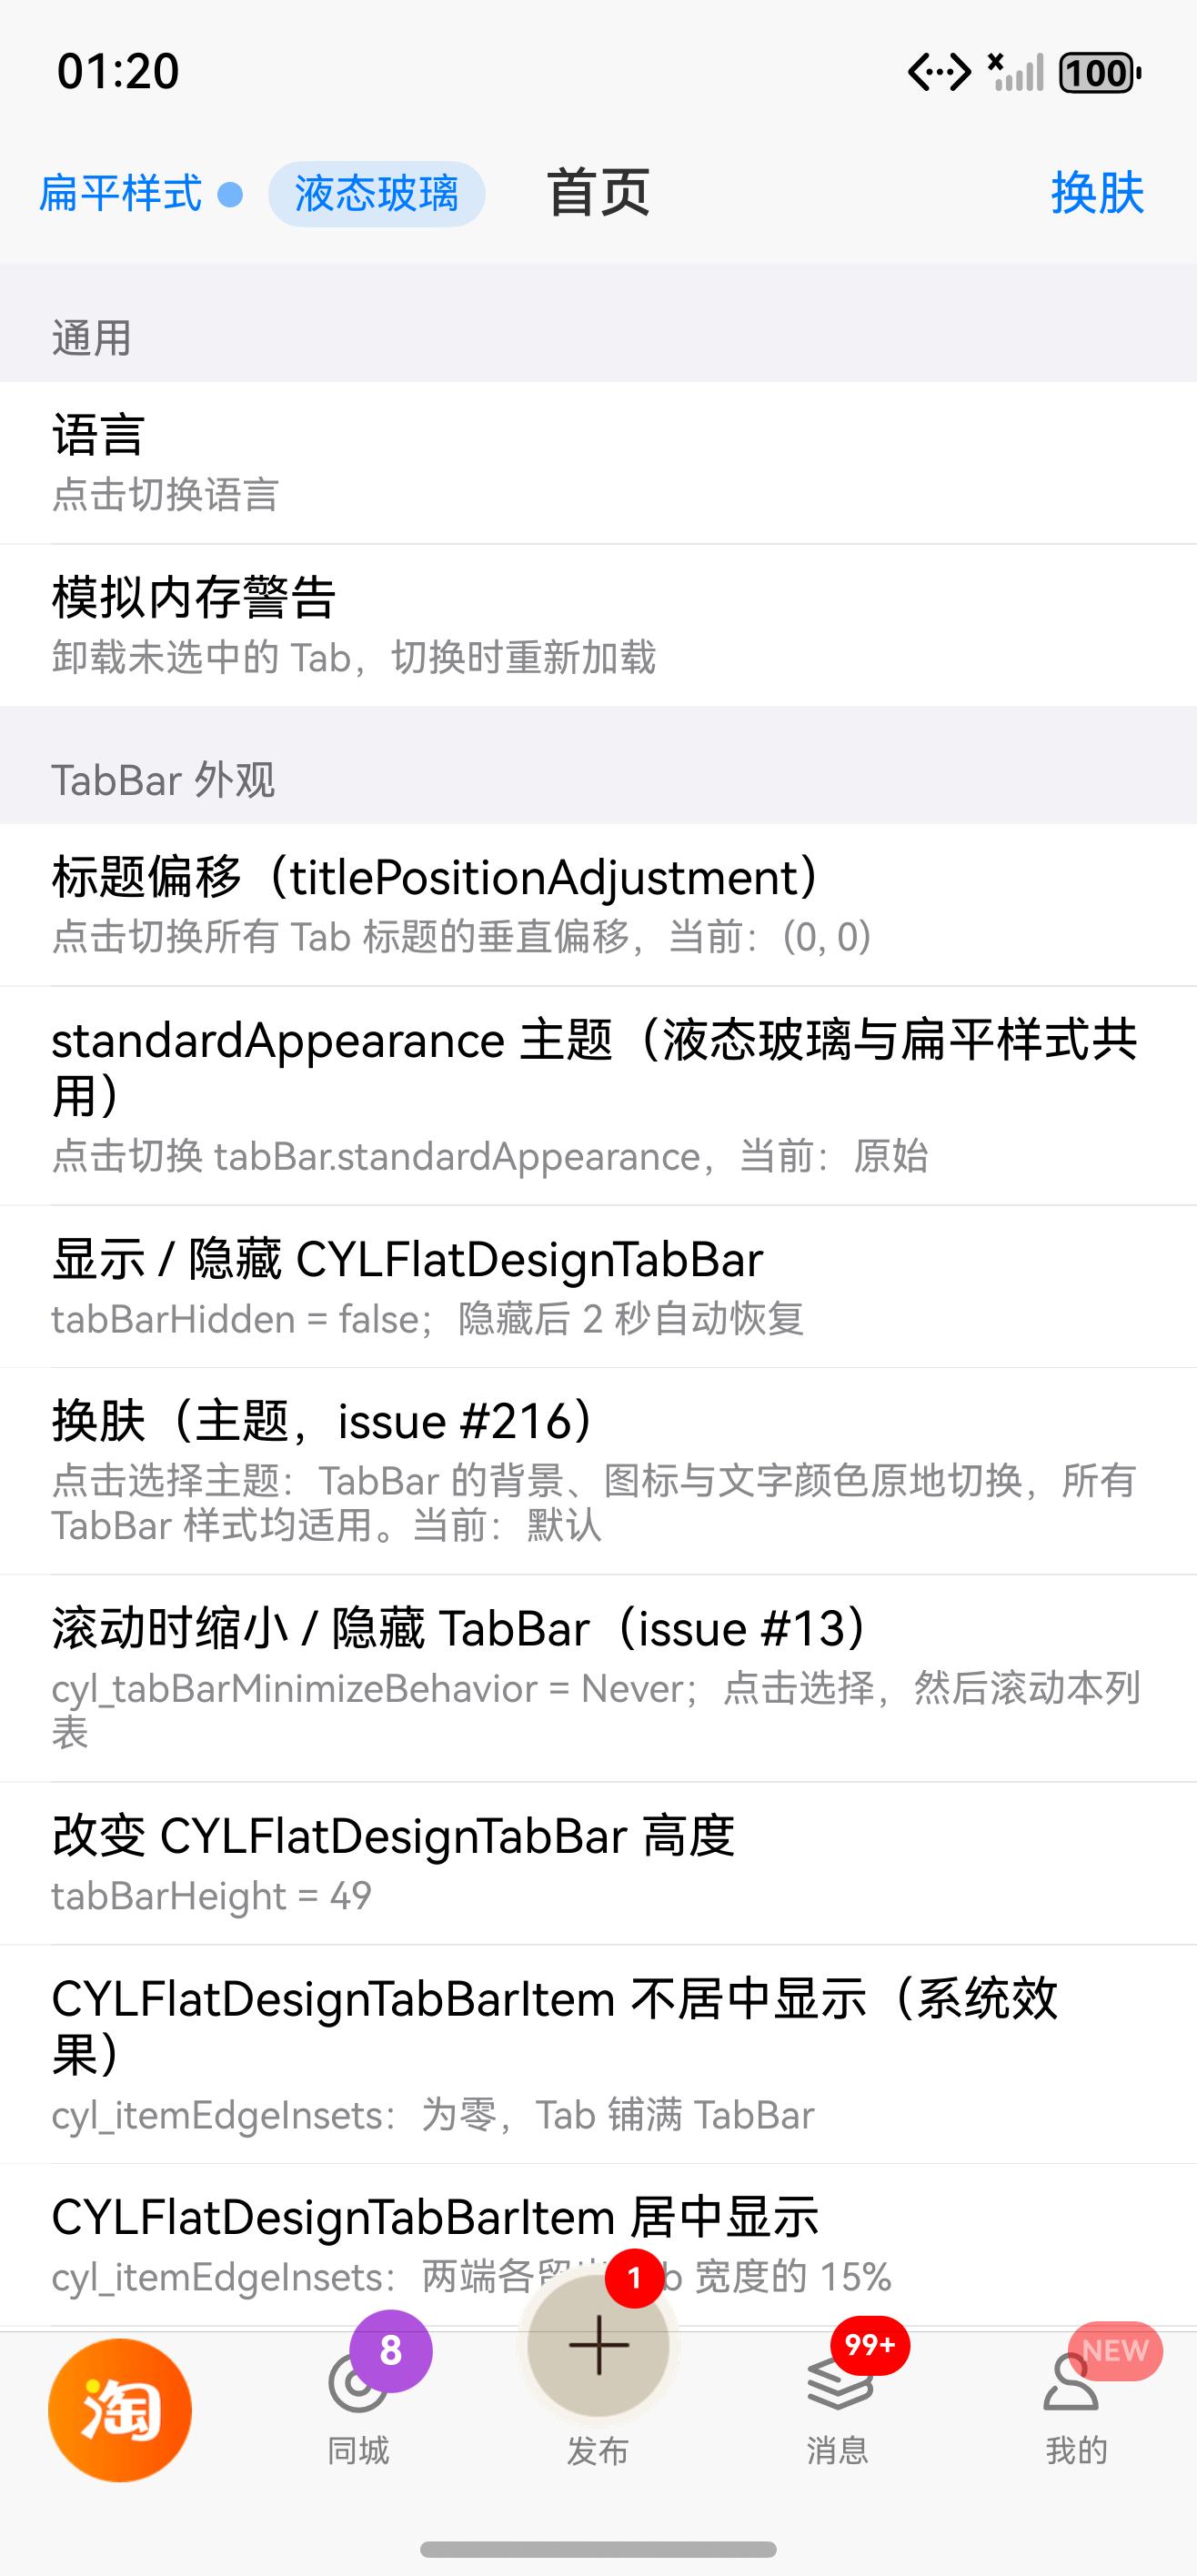 01:20
100
扁平样式
液态玻璃
首页
换肤
通用
语言
点击切换语言
模拟内存警告
卸载未选中的 Tab，切换时重新加载
TabBar 外观
标题偏移（titlePositionAdjustment）
点击切换所有 Tab 标题的垂直偏移，当前：(0, 0)
standardAppearance 主题（液态玻璃与扁平样式共
用）
点击切换 tabBar.standardAppearance，当前：原始
显示 / 隐藏 CYLFlatDesignTabBar
tabBarHidden = false；隐藏后 2 秒自动恢复
换肤（主题，issue #216）
点击选择主题：TabBar 的背景、图标与文字颜色原地切换，所有
TabBar 样式均适用。当前：默认
滚动时缩小 / 隐藏 TabBar（issue #13）
cyl_tabBarMinimizeBehavior = Never；点击选择，然后滚动本列
表
改变 CYLFlatDesignTabBar 高度
tabBarHeight = 49
CYLFlatDesignTabBarItem 不居中显示（系统效
果）
cyl_itemEdgeInsets：为零，Tab 铺满 TabBar
CYLFlatDesignTabBarItem 居中显示
cyl_itemEdgeInsets：两端各 宽度的 15%
1
8
99+
NEW
淘
同城
发布
消息
我的